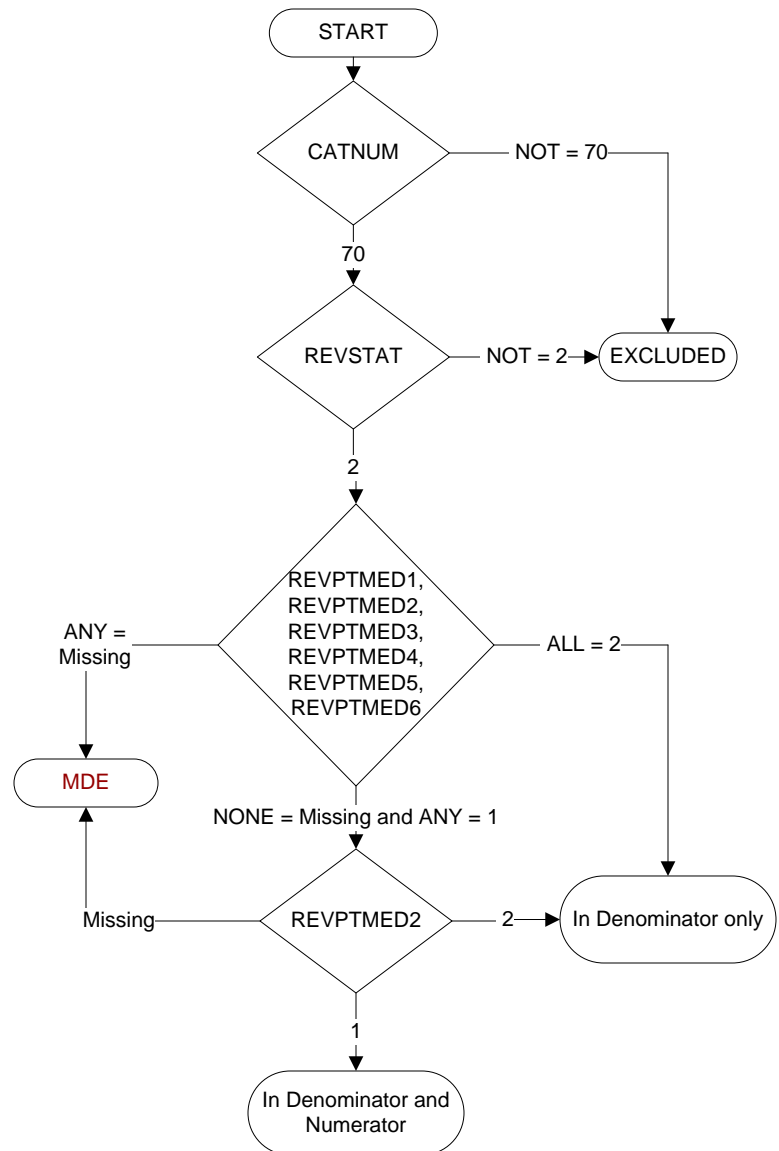 START
CATNUM
NOT = 70
70
REVSTAT
NOT = 2
EXCLUDED
2
REVPTMED1,
REVPTMED2,
REVPTMED3,
REVPTMED4,
REVPTMED5,
REVPTMED6
ANY =
Missing
ALL = 2
MDE
NONE = Missing and ANY = 1
Missing
REVPTMED2
2
In Denominator only
1
In Denominator and
Numerator